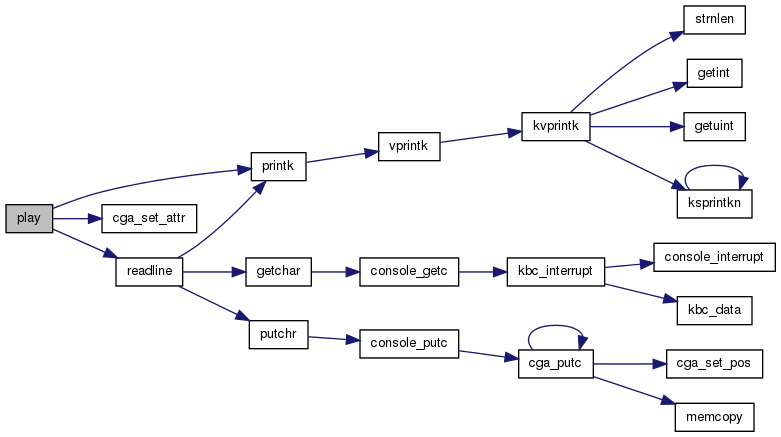 strnlen
getint
kvprintk
getuint
vprintk
printk
ksprintkn
play
cga_set_attr
readline
getchar
console_getc
kbc_interrupt
console_interrupt
kbc_data
putchr
console_putc
cga_putc
cga_set_pos
memcopy